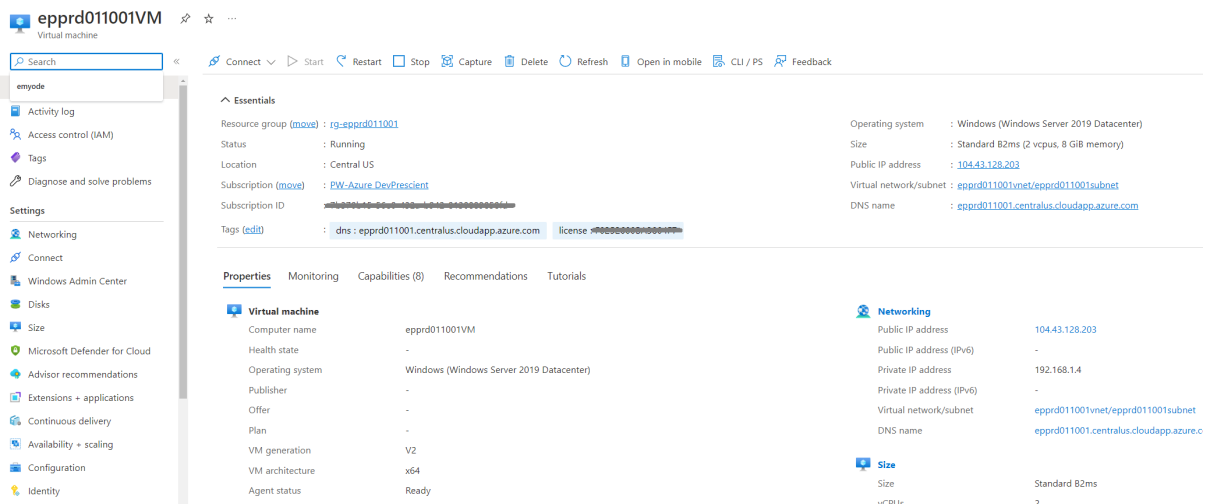 epprd011001VM
Virtual machine
Search
emyode
Activity log
Access control (IAM)
Tags
Diagnose and solve problems
Settings
Networking
Connect
Windows Admin Center
Disks
Size
Microsoft Defender for Cloud
Advisor recommendations
Extensions + applications
Continuous delivery
Availability + scaling
Configuration
Identity
Connect Start Restart Stop Capture Delete Refresh Open in mobile CLI / PS Feedback
Essentials
Resource group (move) : rg-epprd011001
Status : Running
Location : Central US
Subscription (move) : PW-Azure DevPrescient
Subscription ID :
Tags (edit) : dns : epprd011001.centralus.cloudapp.azure.com license :
Operating system : Windows (Windows Server 2019 Datacenter)
Size : Standard B2ms (2 vcpus, 8 GiB memory)
Public IP address : 104.43.128.203
Virtual network/subnet : epprd011001vnet/epprd011001subnet
DNS name : epprd011001.centralus.cloudapp.azure.com
Properties Monitoring Capabilities (8) Recommendations Tutorials
Virtual machine
Computer name epprd011001VM
Health state -
Operating system Windows (Windows Server 2019 Datacenter)
Publisher -
Offer -
Plan -
VM generation V2
VM architecture x64
Agent status Ready
Networking
Public IP address 104.43.128.203
Public IP address (IPv6) -
Private IP address 192.168.1.4
Private IP address (IPv6) -
Virtual network/subnet epprd011001vnet/epprd011001subnet
DNS name epprd011001.centralus.cloudapp.azure.c
Size
Size Standard B2ms
vCPUs 2